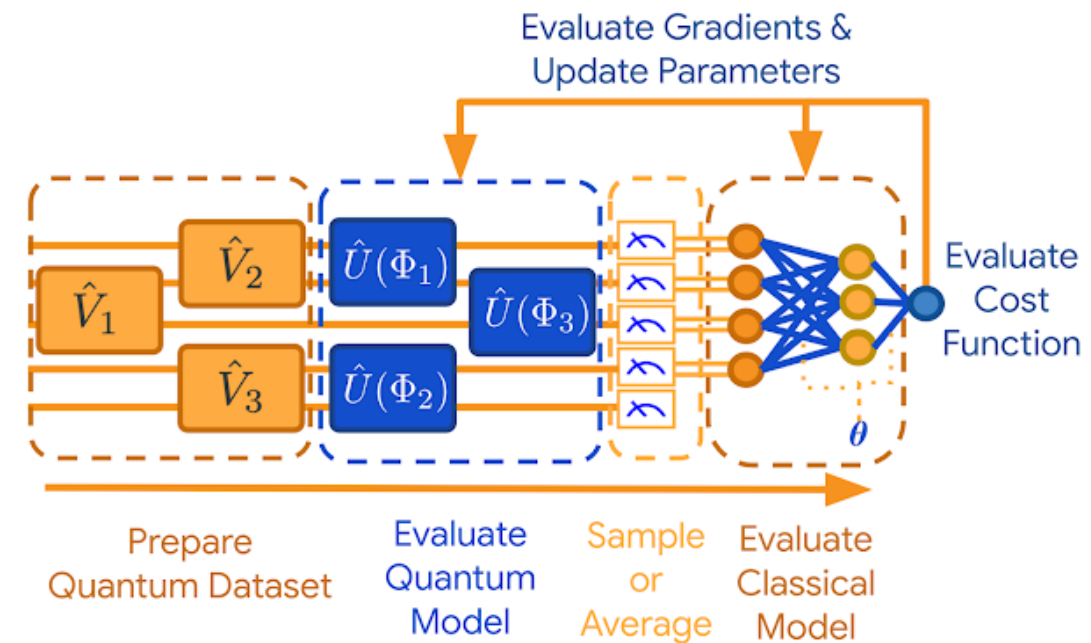 Evaluate Gradients &
Update Parameters
V̂₂
Û(Φ₁)
V̂₁
Û(Φ₃)
V̂₃
Û(Φ₂)
θ
Evaluate
Cost
Function
Prepare
Quantum Dataset
Evaluate
Quantum
Model
Sample
or
Average
Evaluate
Classical
Model